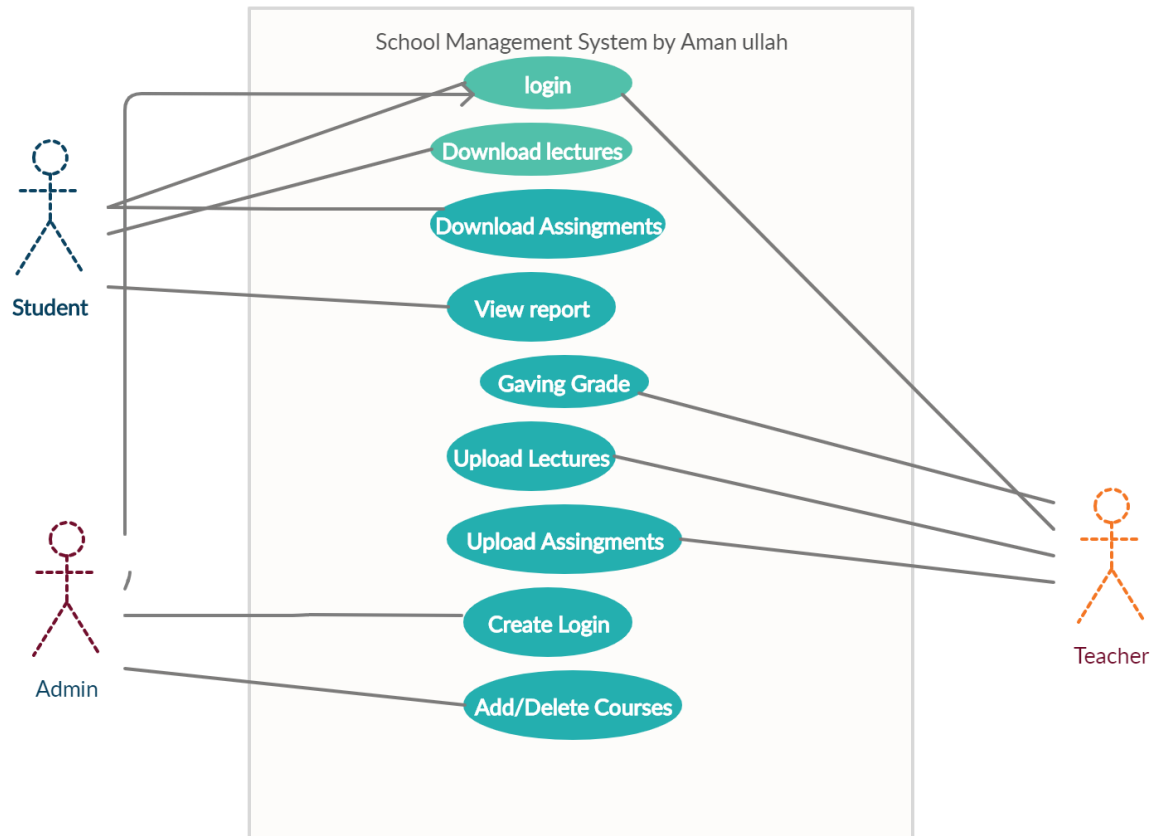 School Management System by Aman ullah
login
Download lectures
Download Assingments
View report
Gaving Grade
Upload Lectures
Upload Assingments
Create Login
Add/Delete Courses
Student
Admin
Teacher